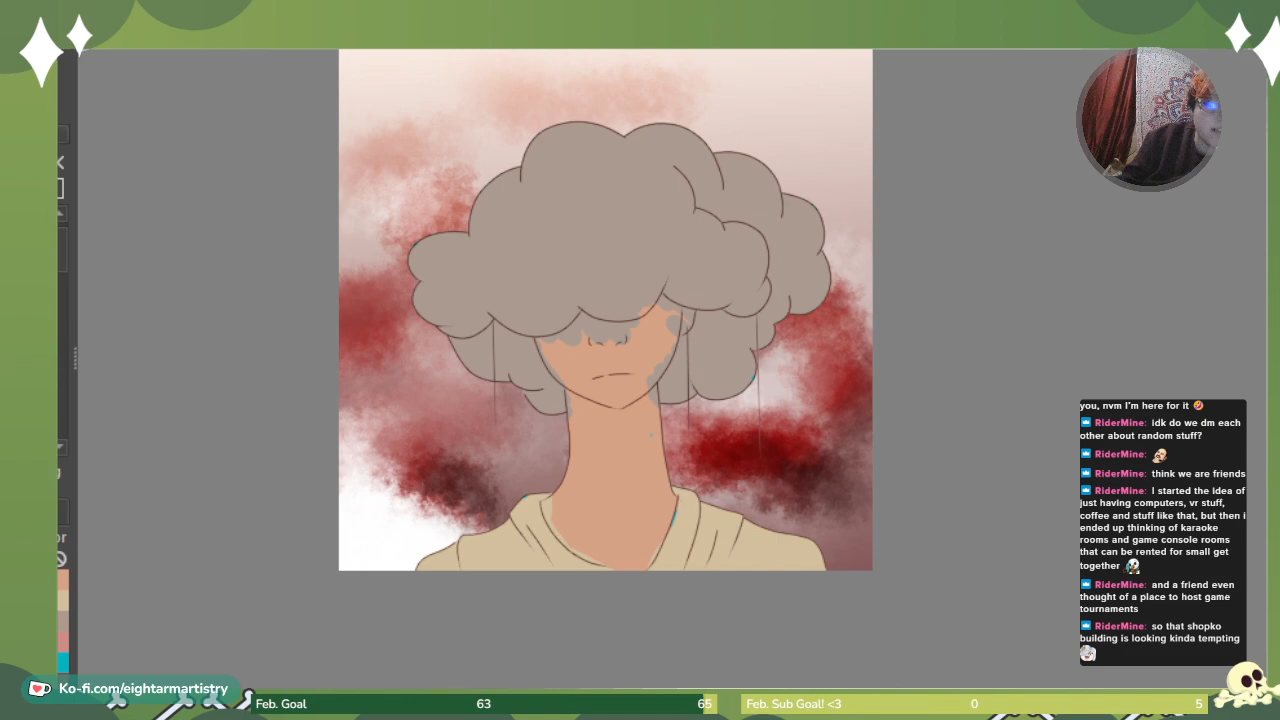 you, nvm I'm here for it
RiderMine: idk do we dm each
other about random stuff?
RiderMine:
RiderMine: think we are friends
RiderMine: I started the idea of
just having computers, vr stuff,
coffee and stuff like that, but then i
ended up thinking of karaoke
rooms and game console rooms
that can be rented for small get
together
RiderMine: and a friend even
thought of a place to host game
tournaments
RiderMine: so that shopko
building is looking kinda tempting
Ko-fi.com/eightarmartistry
Feb. Goal 63 65
Feb. Sub Goal! <3 0 5